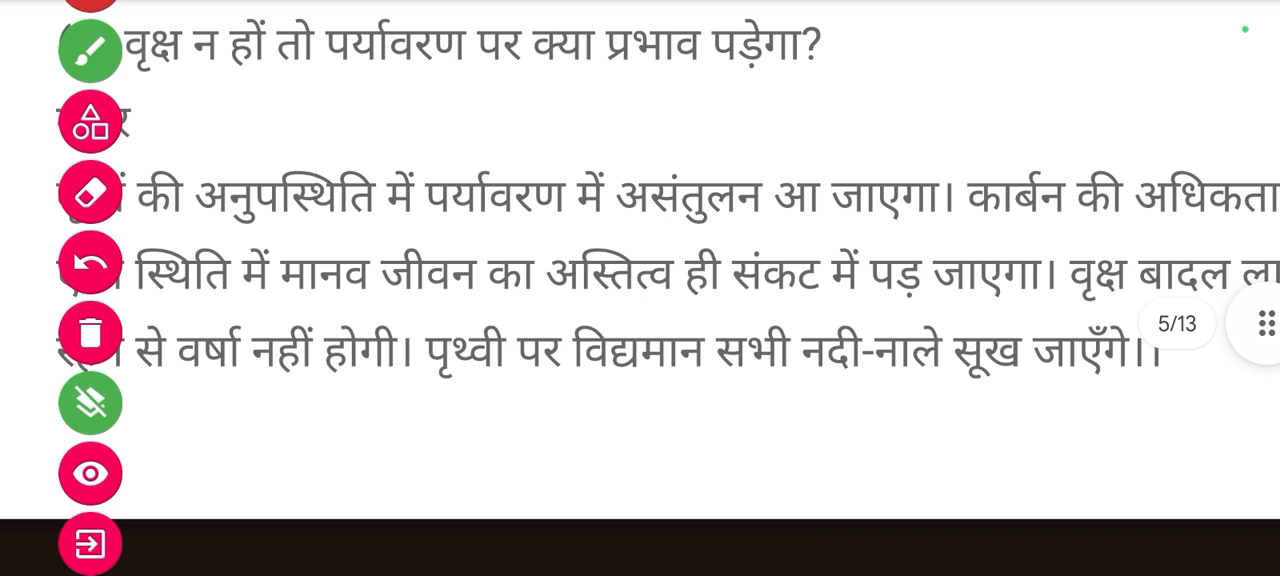 वृक्ष न हों तो पर्यावरण पर क्या प्रभाव पड़ेगा?
की अनुपस्थिति में पर्यावरण में असंतुलन आ जाएगा। कार्बन की अधिकता
स्थिति में मानव जीवन का अस्तित्व ही संकट में पड़ जाएगा। वृक्ष बादल
5/13
से वर्षा नहीं होगी। पृथ्वी पर विद्यमान सभी नदी-नाले सूख जाएँगे।।